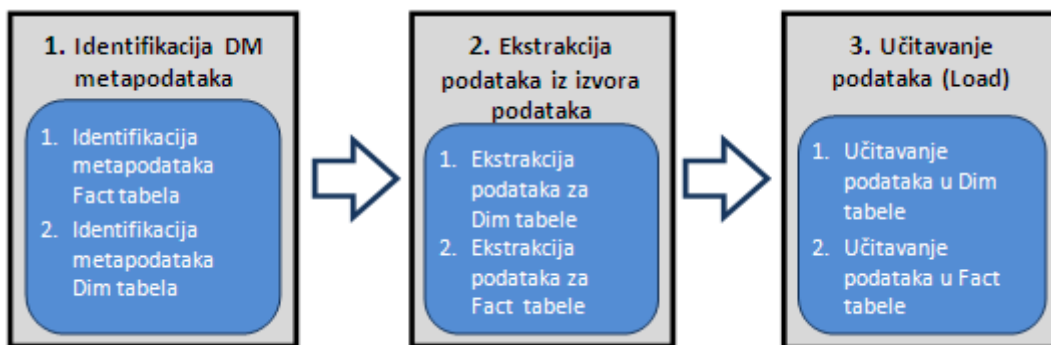 1. Identifikacija DM
metapodataka
1. Identifikacija
metapodataka
Fact tabela
2. Identifikacija
metapodataka
Dim tabela
2. Ekstrakcija
podataka iz izvora
podataka
1. Ekstrakcija
podataka za
Dim tabele
2. Ekstrakcija
podataka za
Fact tabele
3. Učitavanje
podataka (Load)
1. Učitavanje
podataka u Dim
tabele
2. Učitavanje
podataka u Fact
tabele